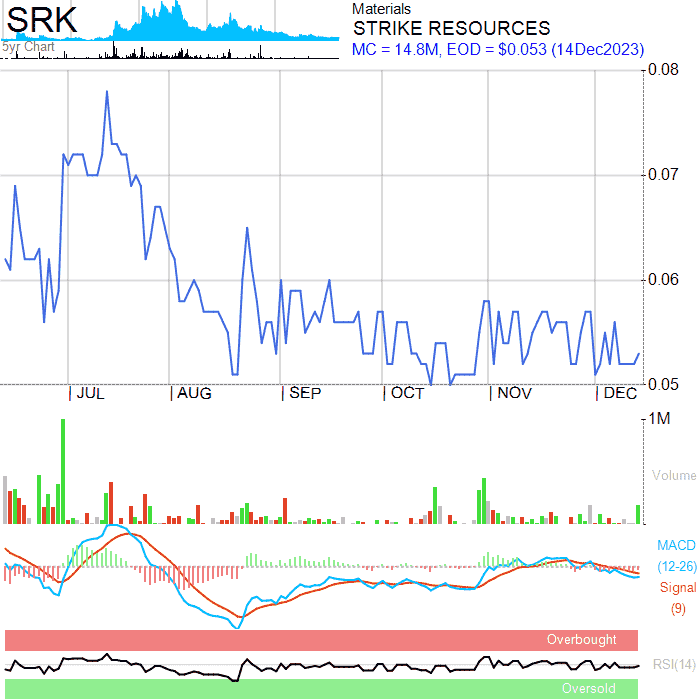 SRK
5yr Chart
Materials
STRIKE RESOURCES
MC = 14.8M, EOD = $0.053 (14Dec2023)
0.08
0.07
0.06
0.05
JUL AUG SEP OCT NOV DEC
1M
Volume
MACD
(12-26)
Signal
(9)
Overbought
RSI(14)
Oversold